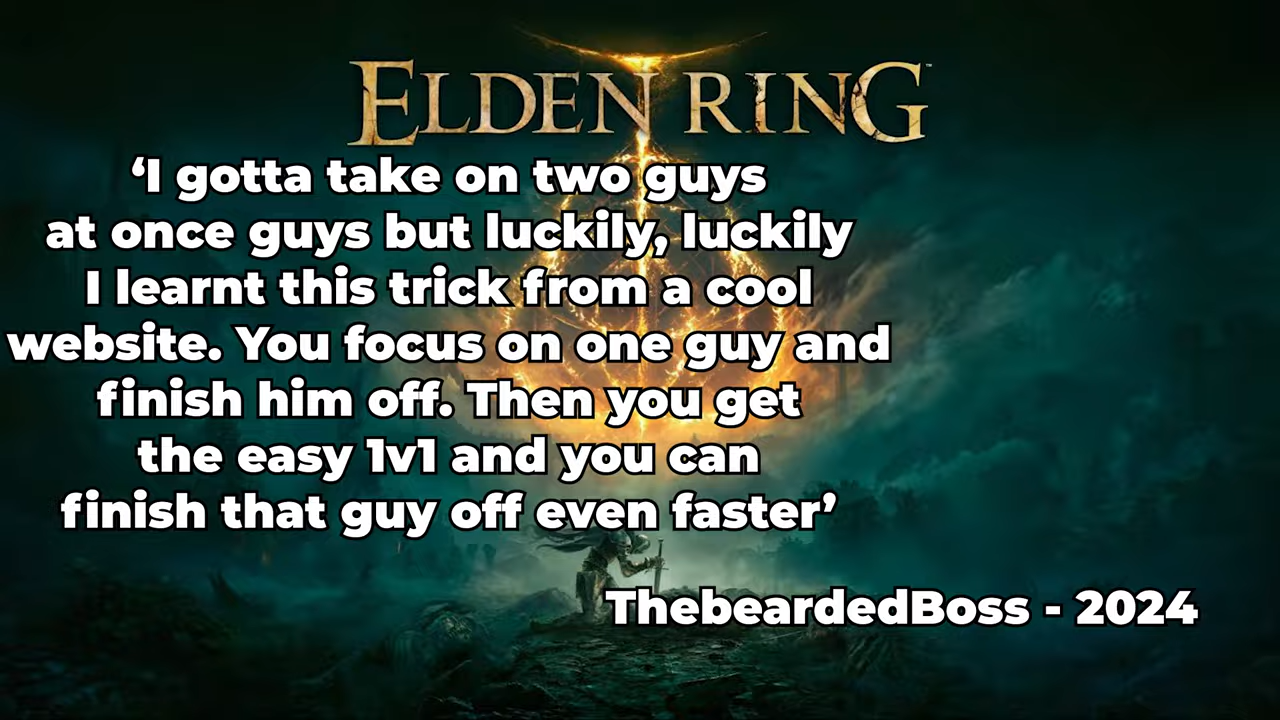 ELDEN RING™
‘I gotta take on two guys
at once guys but luckily, luckily
I learnt this trick from a cool
website. You focus on one guy and
finish him off. Then you get
the easy 1v1 and you can
finish that guy off even faster’
ThebeardedBoss - 2024